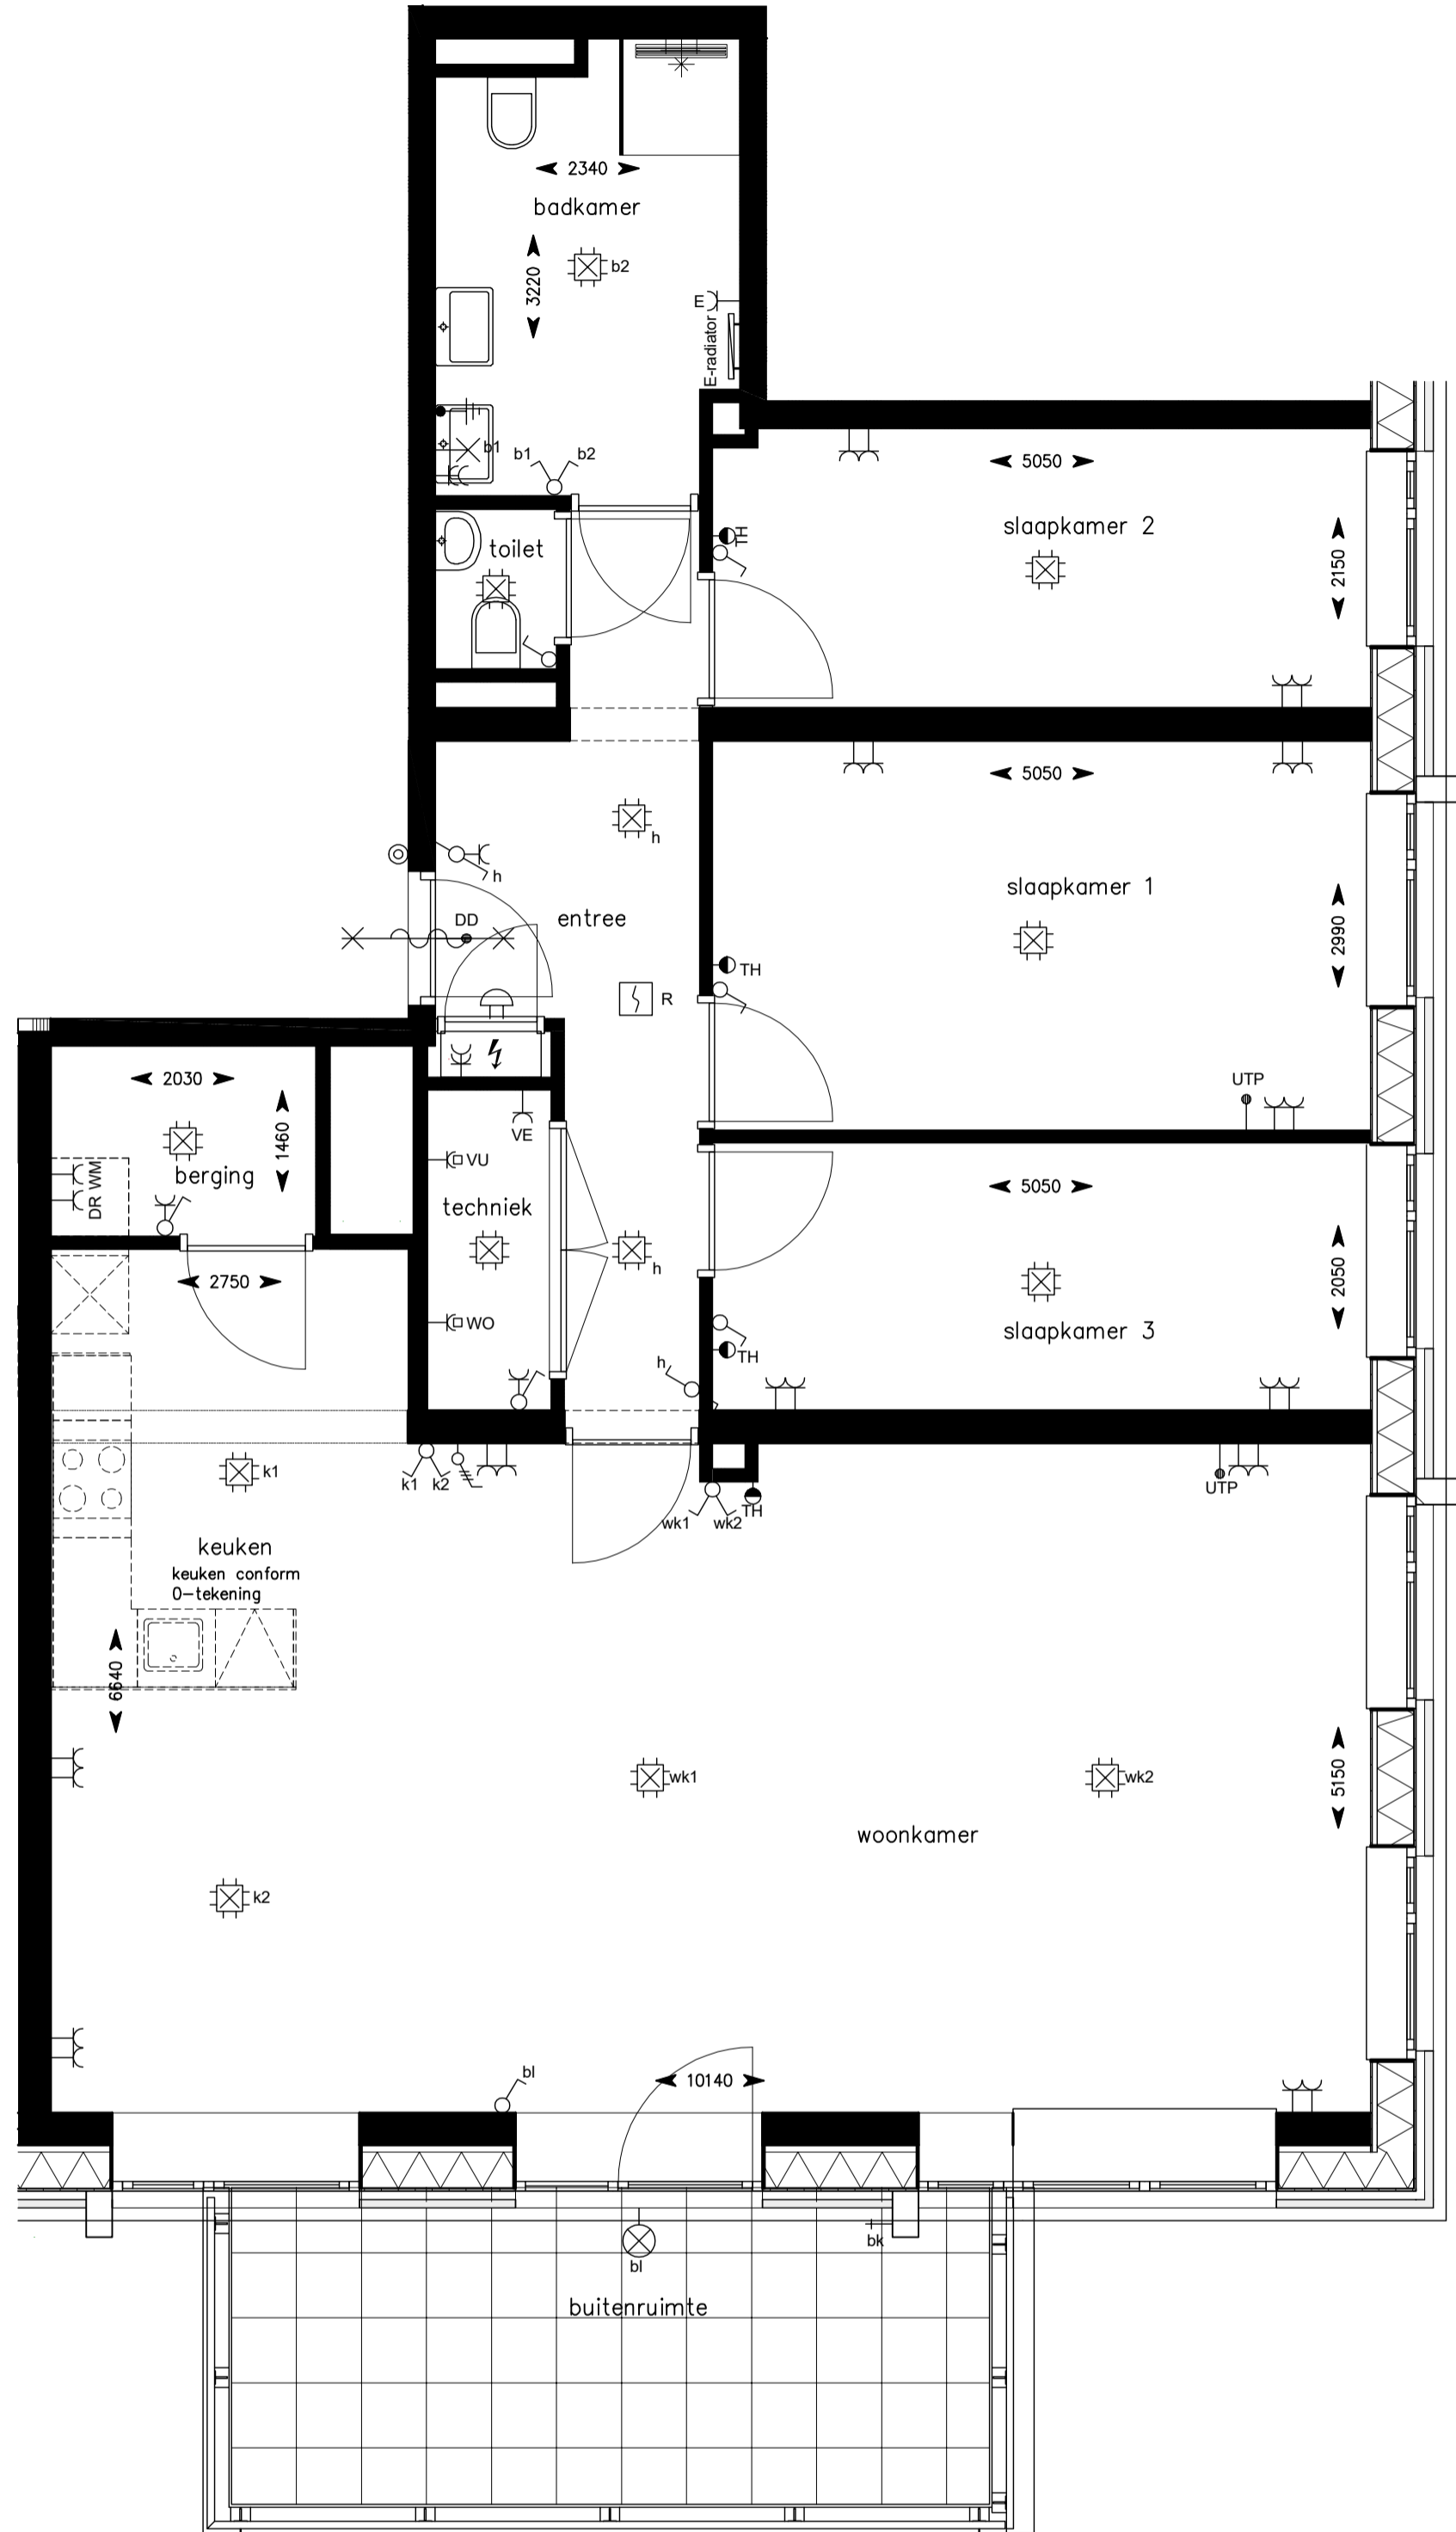 2340
badkamer
3220
b2
E
E-radiator
b1
b1
b2
5050
slaapkamer 2
TH
toilet
2150
5050
h
slaapkamer 1
h
DD
entree
2990
TH
R
2030
1460
UTP
VE
VU
DR WM
berging
techniek
5050
h
2750
2050
WO
slaapkamer 3
TH
h
k1
k1
k2
UTP
wk1
wk2
TH
keuken
keuken conform
0-tekening
6640
wk1
wk2
5150
woonkamer
k2
bl
10140
bk
bl
buitenruimte